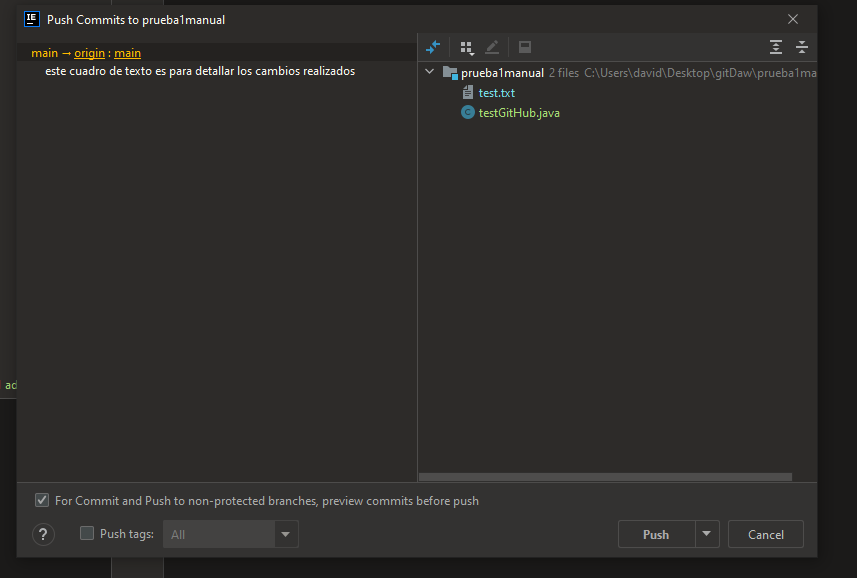 IE Push Commits to prueba1manual
main → origin : main
este cuadro de texto es para detallar los cambios realizados
prueba1manual 2 files C:\Users\david\Desktop\gitDaw\prueba1ma
test.txt
C testGitHub.java
ad
For Commit and Push to non-protected branches, preview commits before push
? Push tags: All Push Cancel